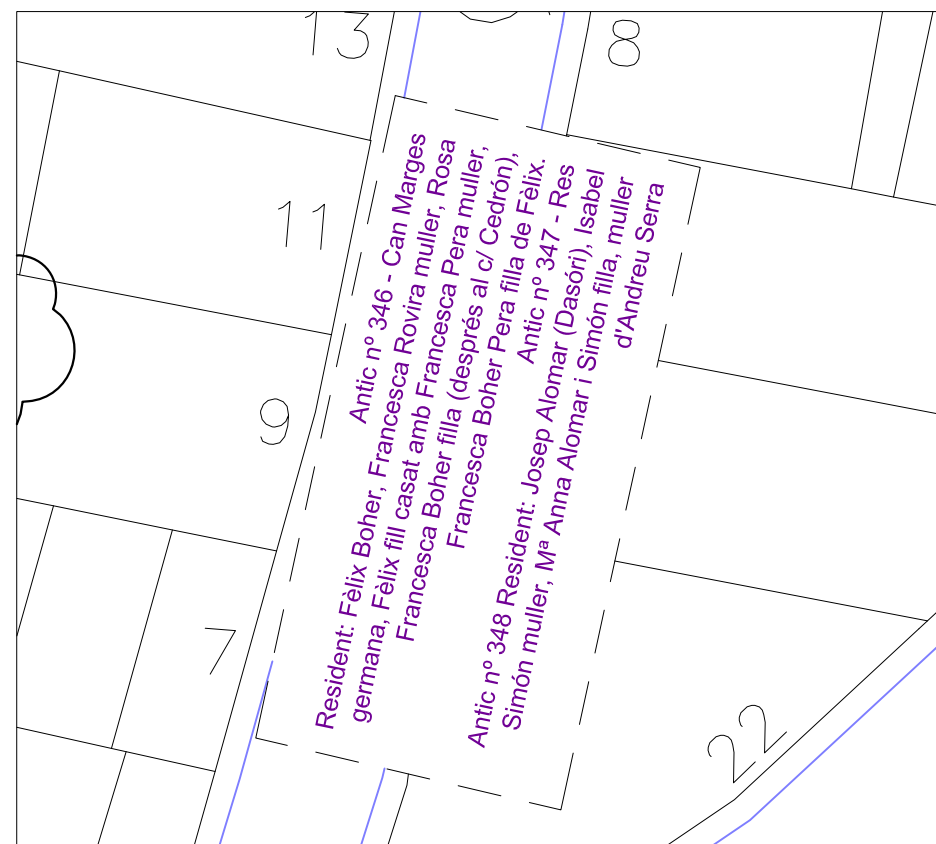 13
8
11
9
7
22
Antic nº 346 - Can Marges
Resident: Fèlix Boher, Francesca Rovira muller, Rosa
germana, Fèlix fill casat amb Francesca Pera muller,
Francesca Boher filla (després al c/ Cedrón),
Francesca Boher Pera filla de Fèlix.
Antic nº 347 - Res
Antic nº 348 Resident: Josep Alomar (Dasóri), Isabel
Simón muller, Mª Anna Alomar i Simón filla, muller
d'Andreu Serra